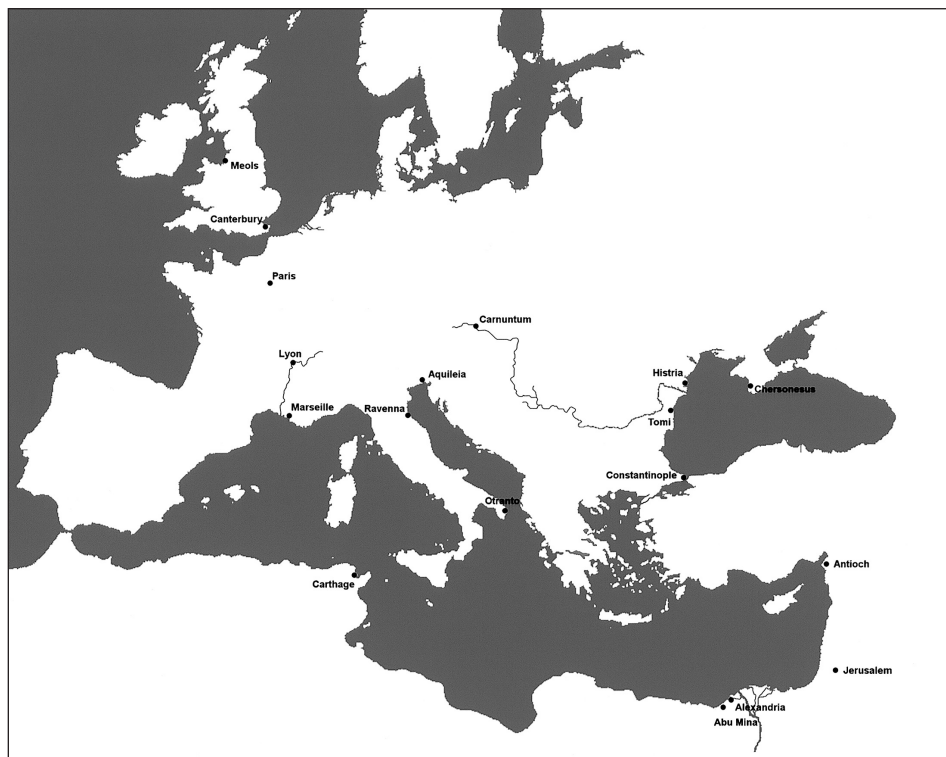 Meols
Canterbury
Paris
Carnuntum
Lyon
Aquileia
Histria
Chersonesus
Marseille
Ravenna
Tomi
Constantinople
Otranto
Antioch
Carthage
Jerusalem
Alexandria
Abu Mina